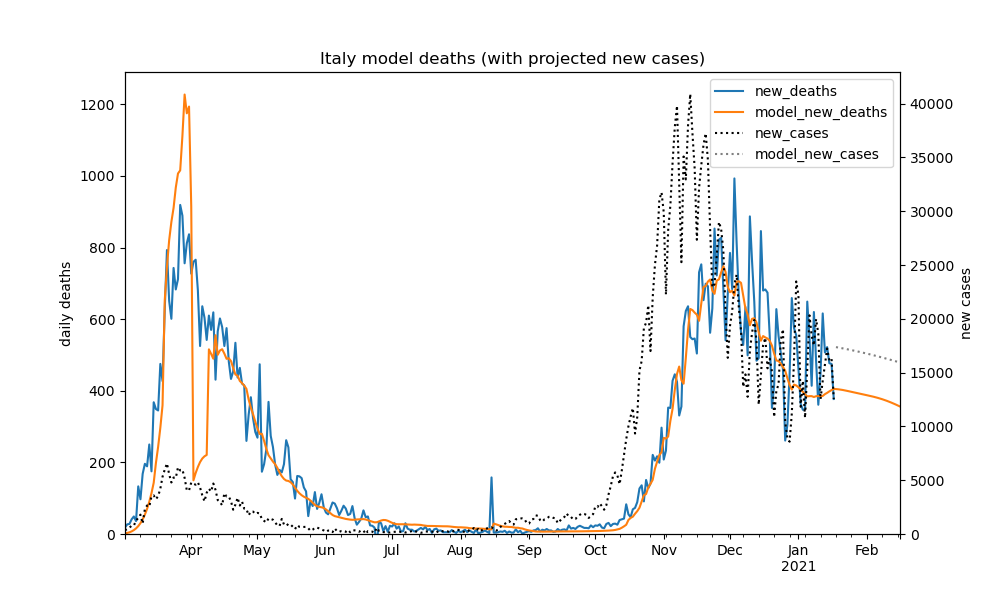 Italy model deaths (with projected new cases)
new_deaths
model_new_deaths
new_cases
model_new_cases
daily deaths
new cases
1200
1000
800
600
400
200
0
40000
35000
30000
25000
20000
15000
10000
5000
0
Apr May Jun Jul Aug Sep Oct Nov Dec Jan Feb
2021